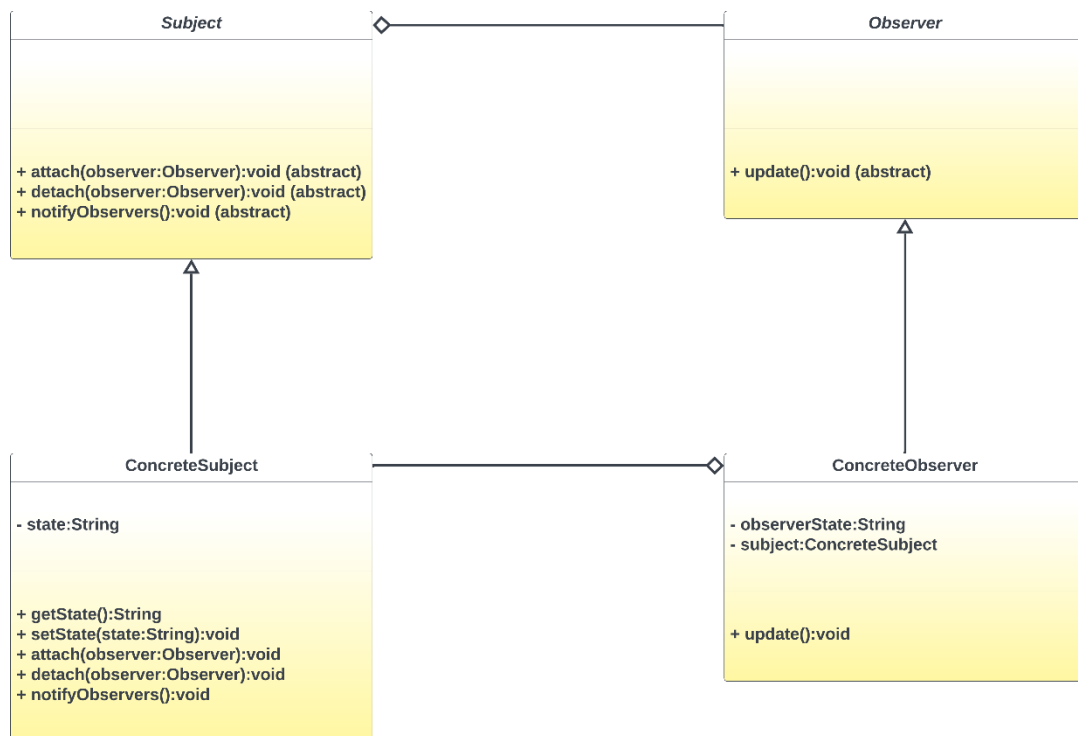 Subject
+ attach(observer:Observer):void (abstract)
+ detach(observer:Observer):void (abstract)
+ notifyObservers():void (abstract)
Observer
+ update():void (abstract)
ConcreteSubject
- state:String
+ getState():String
+ setState(state:String):void
+ attach(observer:Observer):void
+ detach(observer:Observer):void
+ notifyObservers():void
ConcreteObserver
- observerState:String
- subject:ConcreteSubject
+ update():void